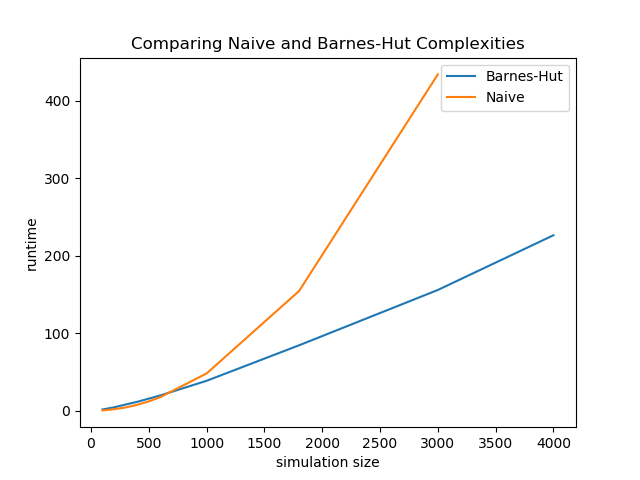 Comparing Naive and Barnes-Hut Complexities
Barnes-Hut
Naive
400
300
200
100
0
runtime
0 500 1000 1500 2000 2500 3000 3500 4000
simulation size